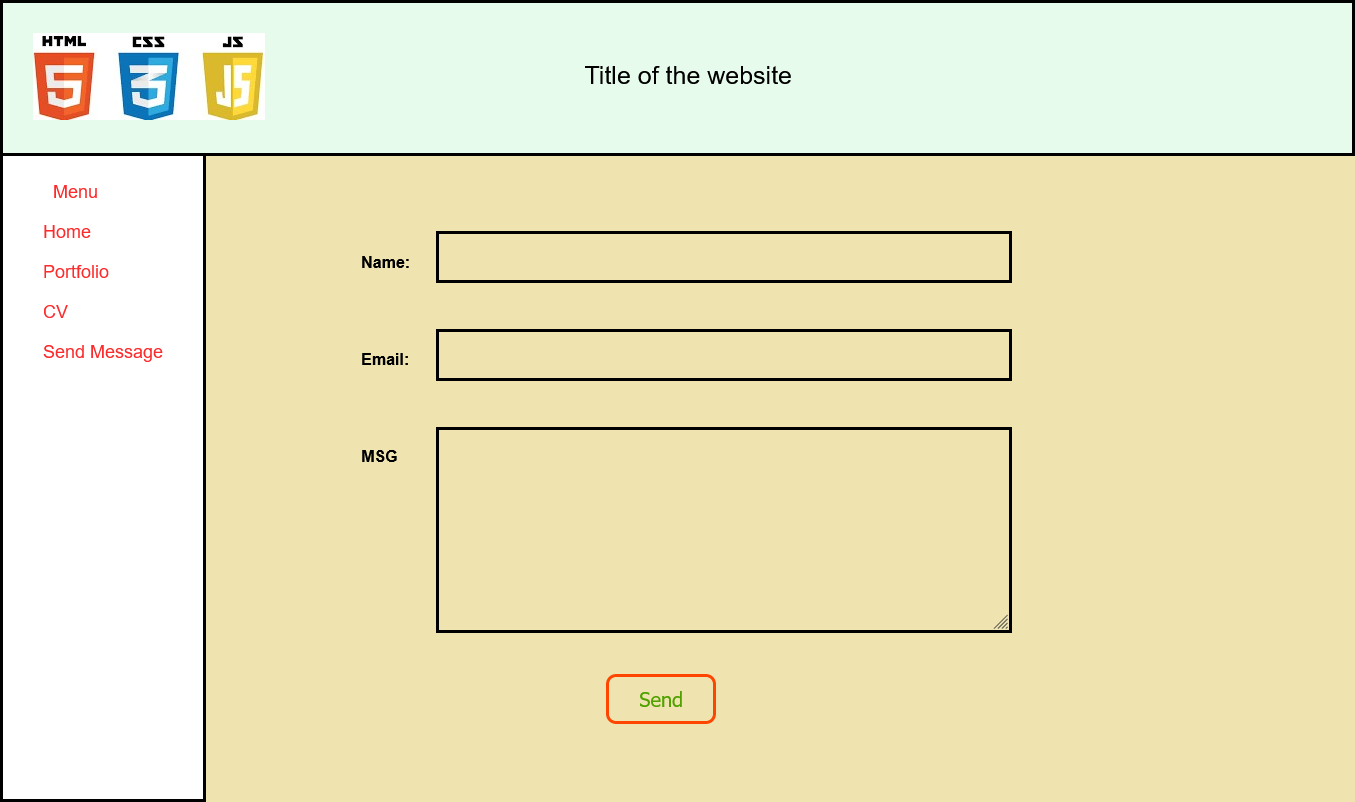 HTML CSS JS
5 3 JS
Title of the website
Menu
Home
Portfolio
CV
Send Message
Name:
Email:
MSG
Send